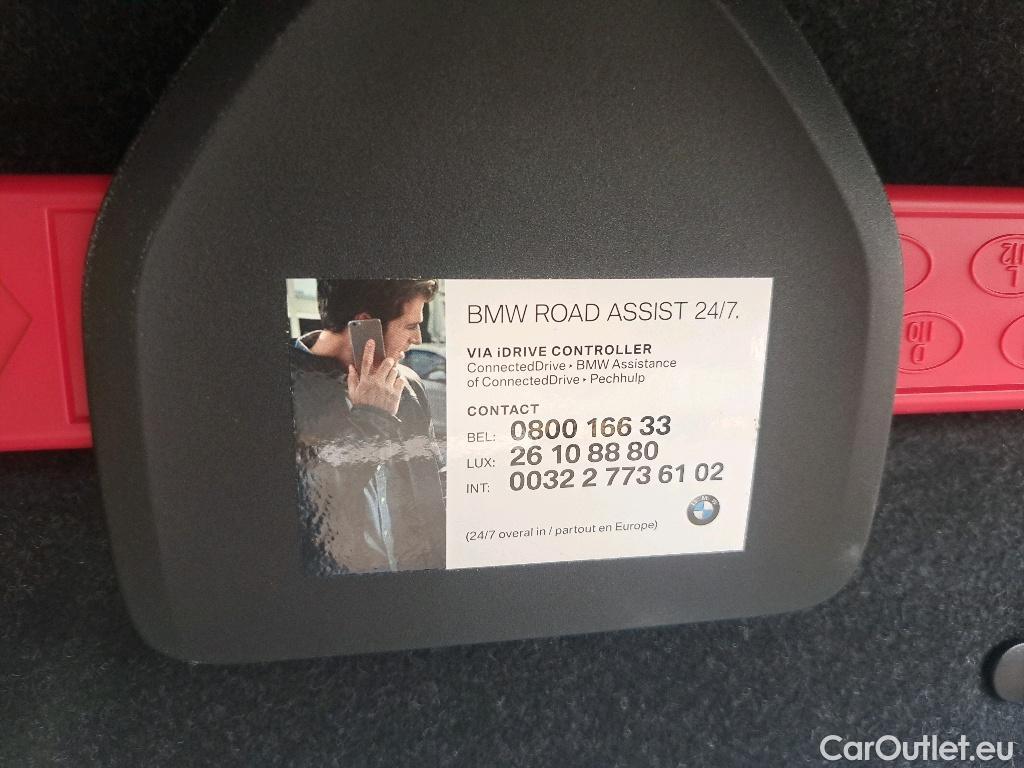 BMW ROAD ASSIST 24/7.
VIA iDRIVE CONTROLLER
ConnectedDrive ▸ BMW Assistance
of ConnectedDrive ▸ Pechhulp
CONTACT
BEL: 0800 166 33
LUX: 26 10 88 80
INT: 0032 2 773 61 02
BMW
(24/7 overal in / partout en Europe)
D
110
L
CarOutlet.eu